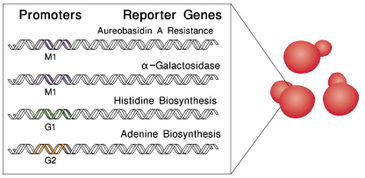 Promoters Reporter Genes
Aureobasidin A Resistance
M1
α-Galactosidase
M1
Histidine Biosynthesis
G1
Adenine Biosynthesis
G2